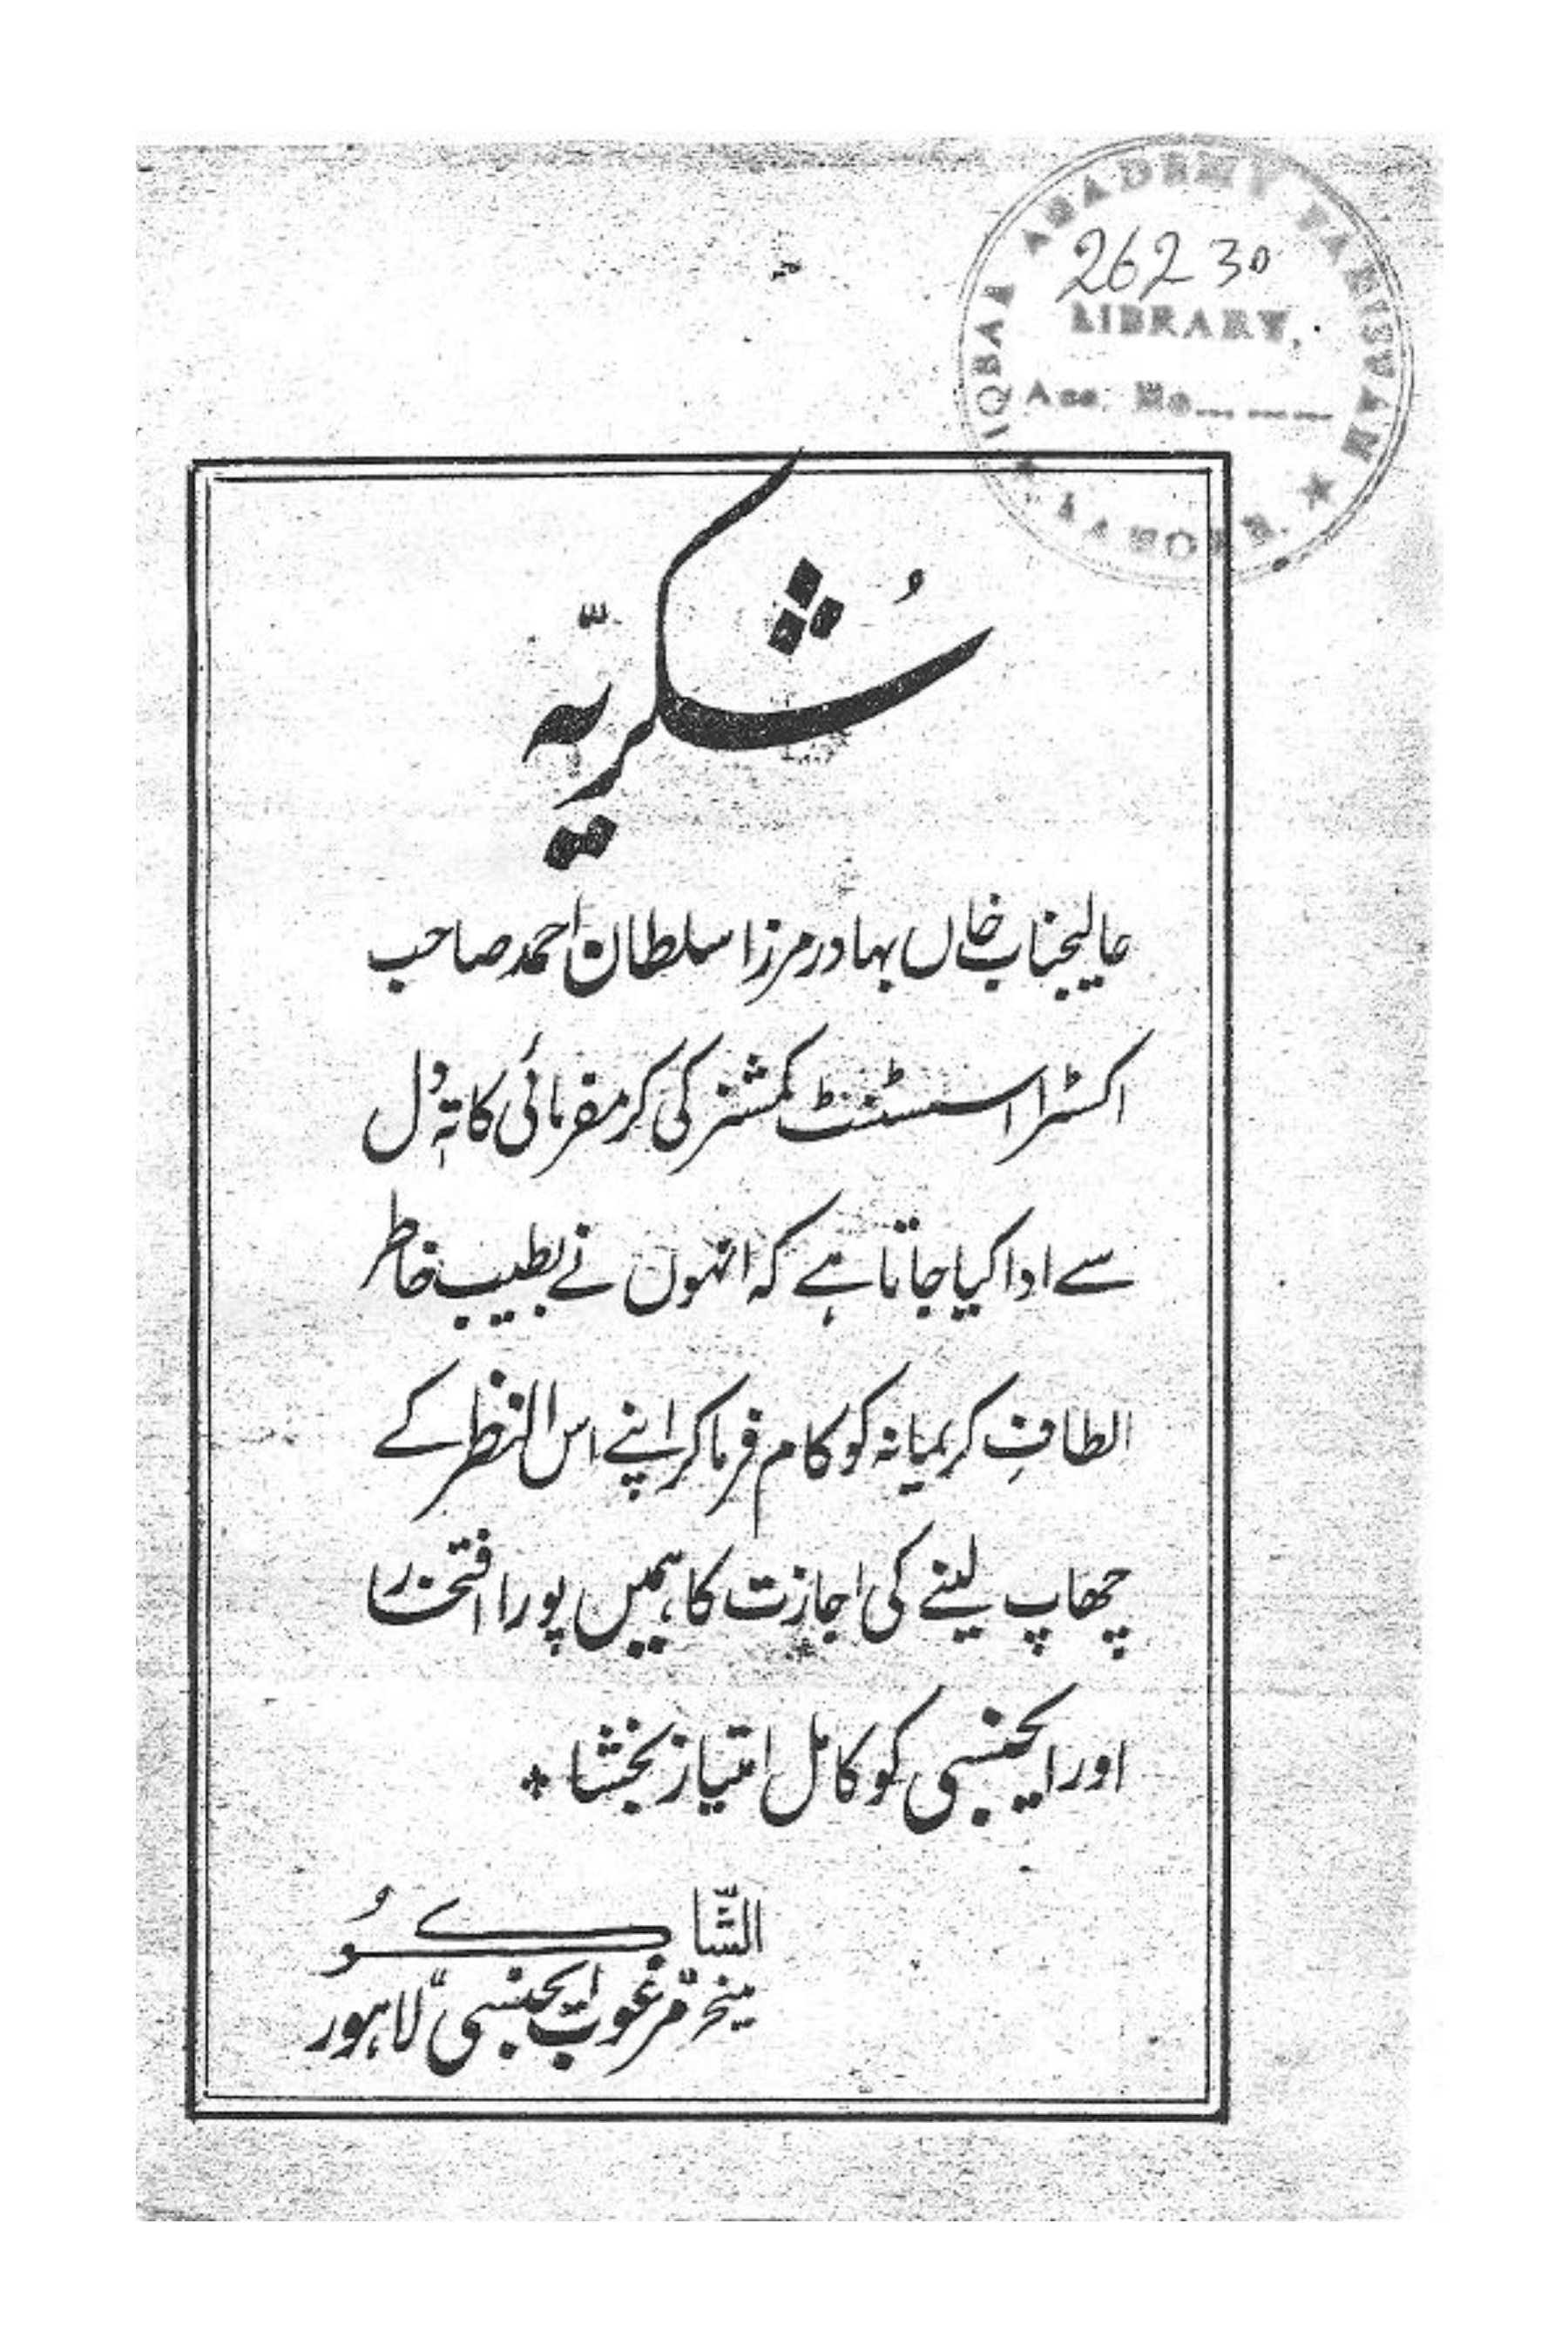 IQBAL ACADEMY PAKISTAN
26230
LIBRARY,
Acc. No.
LAHORE
شُکریّہ
عالیجناب خاں بہادر مرزا سلطان احمد صاحب
اکسٹرا اسسٹنٹ کمشنر کی کرمفرمائی کا تہِ دل
سے ادا کیا جاتا ہے کہ انہوں نے بطیب خاطر
الطافِ کریمانہ کو کام فرما کر اپنے اس النظر کے
چھاپ لینے کی اجازت کا ہمیں پورا افتخار
اور ایجنسی کو کامل امتیاز بخشا
الشّاکرُ
مینجر مرغوب ایجنسی لاہور